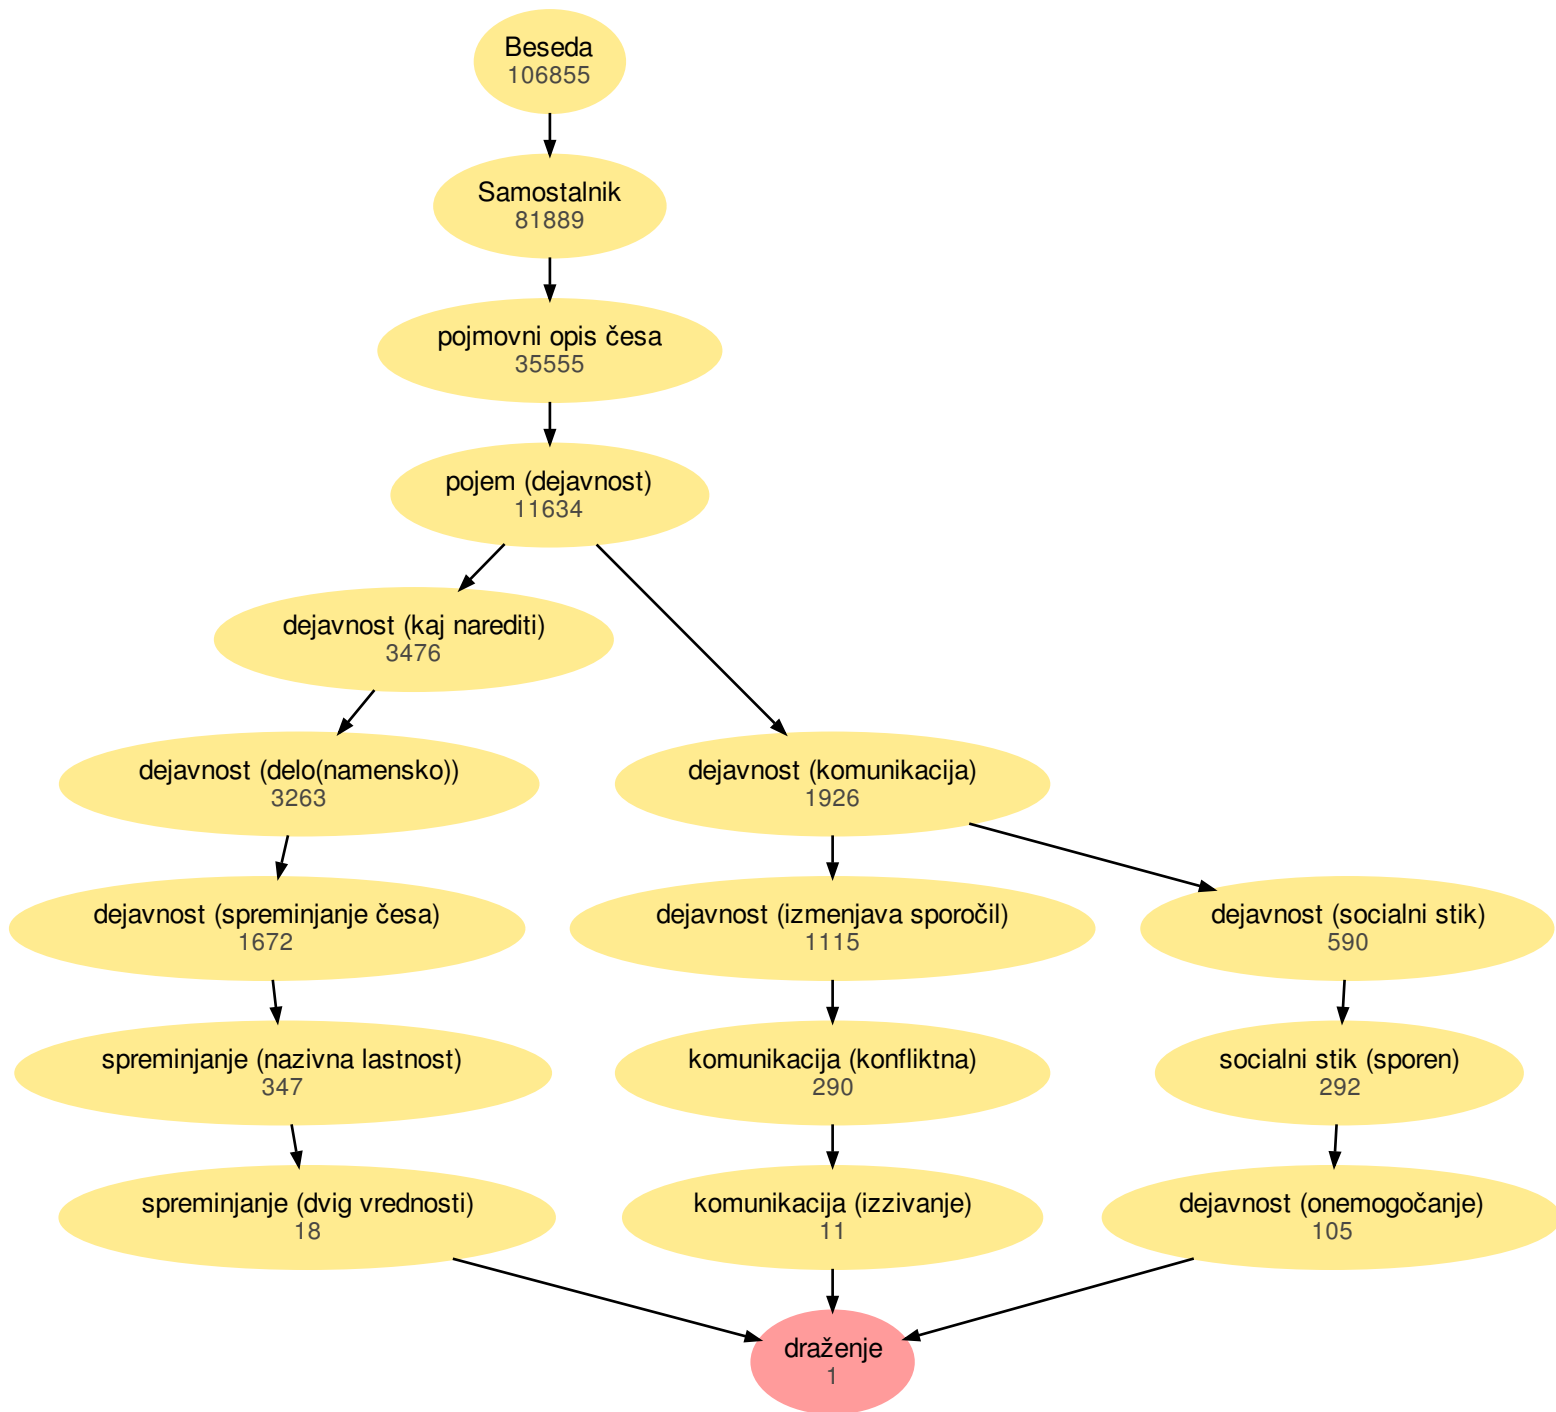 Beseda
106855
Samostalnik
81889
pojmovni opis česa
35555
pojem (dejavnost)
11634
dejavnost (kaj narediti)
3476
dejavnost (delo(namensko))
3263
dejavnost (komunikacija)
1926
dejavnost (spreminjanje česa)
1672
dejavnost (izmenjava sporočil)
1115
dejavnost (socialni stik)
590
spreminjanje (nazivna lastnost)
347
komunikacija (konfliktna)
290
socialni stik (sporen)
292
spreminjanje (dvig vrednosti)
18
komunikacija (izzivanje)
11
dejavnost (onemogočanje)
105
draženje
1